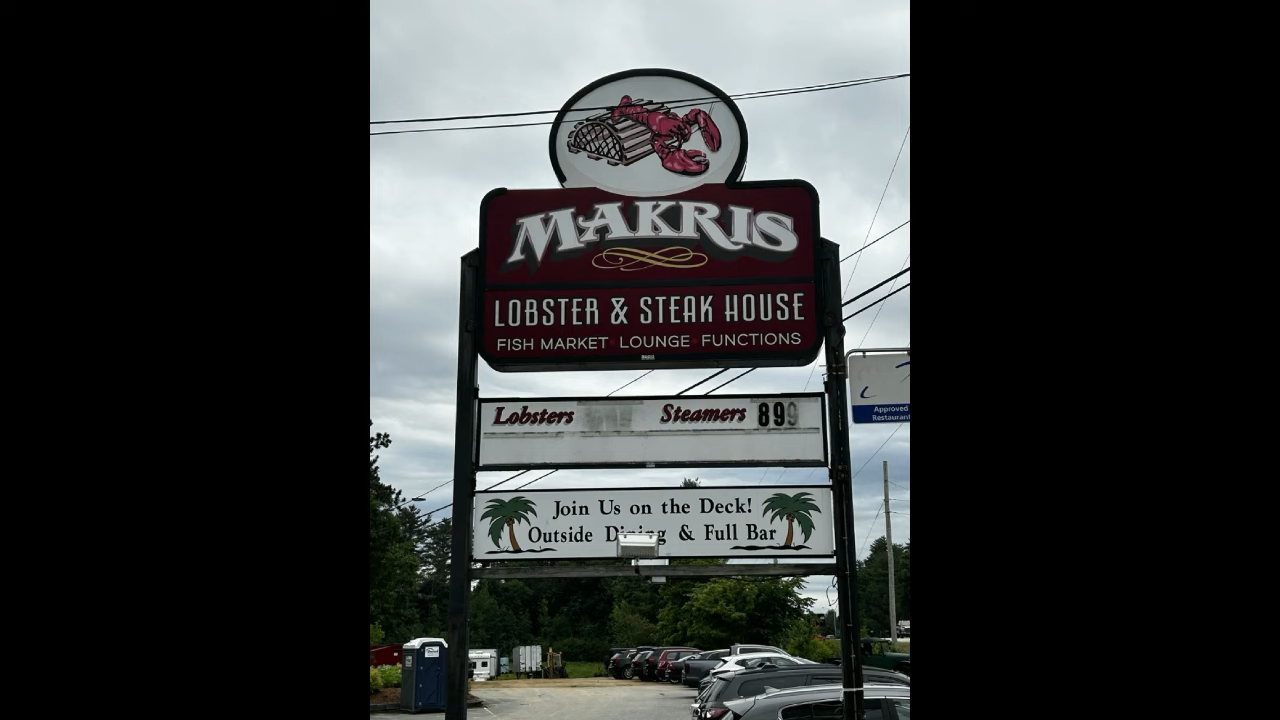 MAKRIS
LOBSTER & STEAK HOUSE
FISH MARKET · LOUNGE · FUNCTIONS
Lobsters Steamers 899
Approved
Restaurant
Join Us on the Deck!
Outside Dining & Full Bar